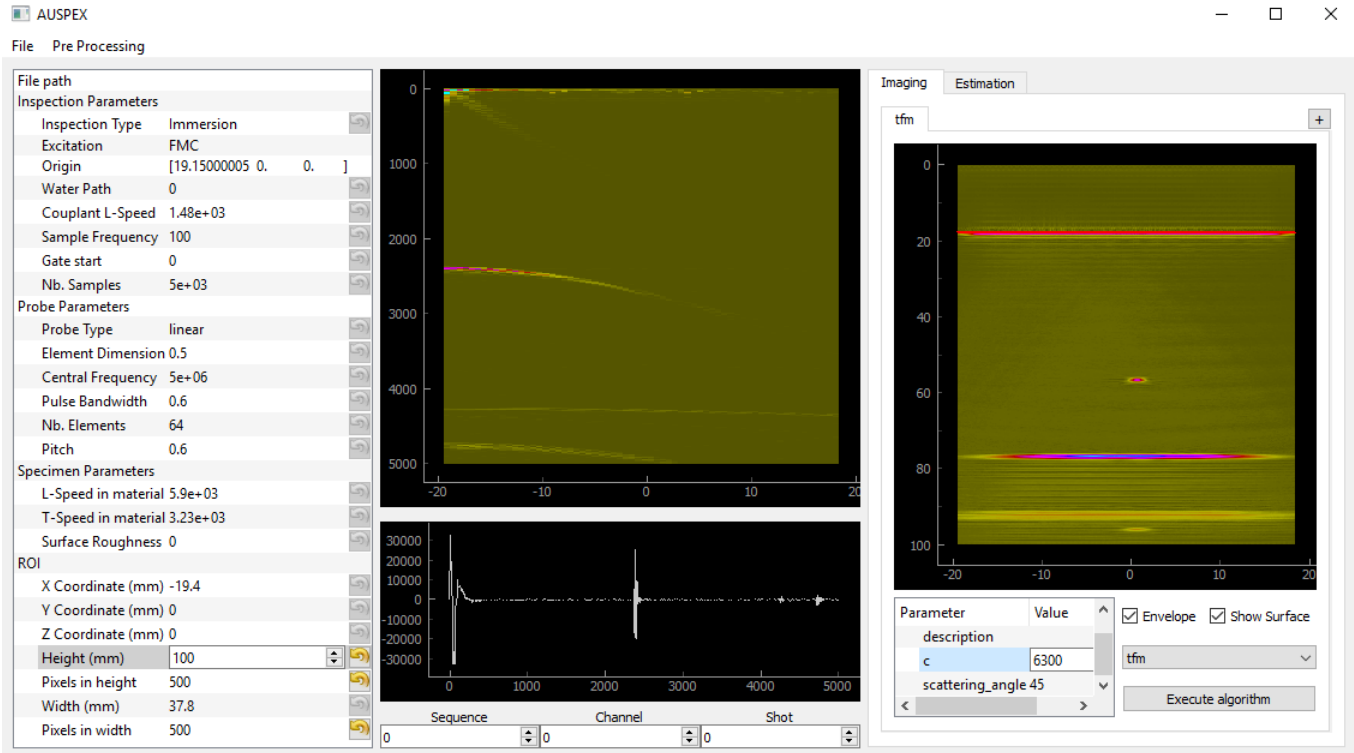 AUSPEX
File Pre Processing
File path
Inspection Parameters
Inspection Type Immersion
Excitation FMC
Origin [19.15000005 0. 0. ]
Water Path 0
Couplant L-Speed 1.48e+03
Sample Frequency 100
Gate start 0
Nb. Samples 5e+03
Probe Parameters
Probe Type linear
Element Dimension 0.5
Central Frequency 5e+06
Pulse Bandwidth 0.6
Nb. Elements 64
Pitch 0.6
Specimen Parameters
L-Speed in material 5.9e+03
T-Speed in material 3.23e+03
Surface Roughness 0
ROI
X Coordinate (mm) -19.4
Y Coordinate (mm) 0
Z Coordinate (mm) 0
Height (mm) 100
Pixels in height 500
Width (mm) 37.8
Pixels in width 500
0
1000
2000
3000
4000
5000
-20 -10 0 10 20
30000
20000
10000
0
-10000
-20000
-30000
0 1000 2000 3000 4000 5000
Sequence Channel Shot
0 0 0
Imaging Estimation
tfm +
0
20
40
60
80
100
-20 -10 0 10 20
Parameter Value
description
c 6300
scattering_angle 45
Envelope Show Surface
tfm
Execute algorithm